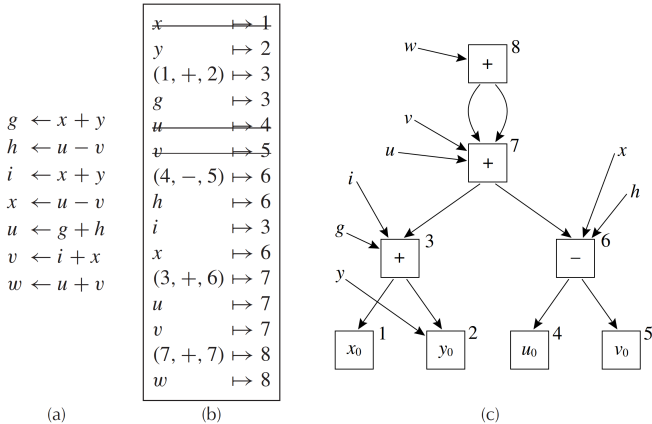 g ← x + y
h ← u − v
i ← x + y
x ← u − v
u ← g + h
v ← i + x
w ← u + v
(a)
x ↦ 1
y ↦ 2
(1, +, 2) ↦ 3
g ↦ 3
u ↦ 4
v ↦ 5
(4, −, 5) ↦ 6
h ↦ 6
i ↦ 3
x ↦ 6
(3, +, 6) ↦ 7
u ↦ 7
v ↦ 7
(7, +, 7) ↦ 8
w ↦ 8
(b)
w + 8
v
u + 7
i
g + 3
x
h − 6
y
x₀ 1
y₀ 2
u₀ 4
v₀ 5
(c)